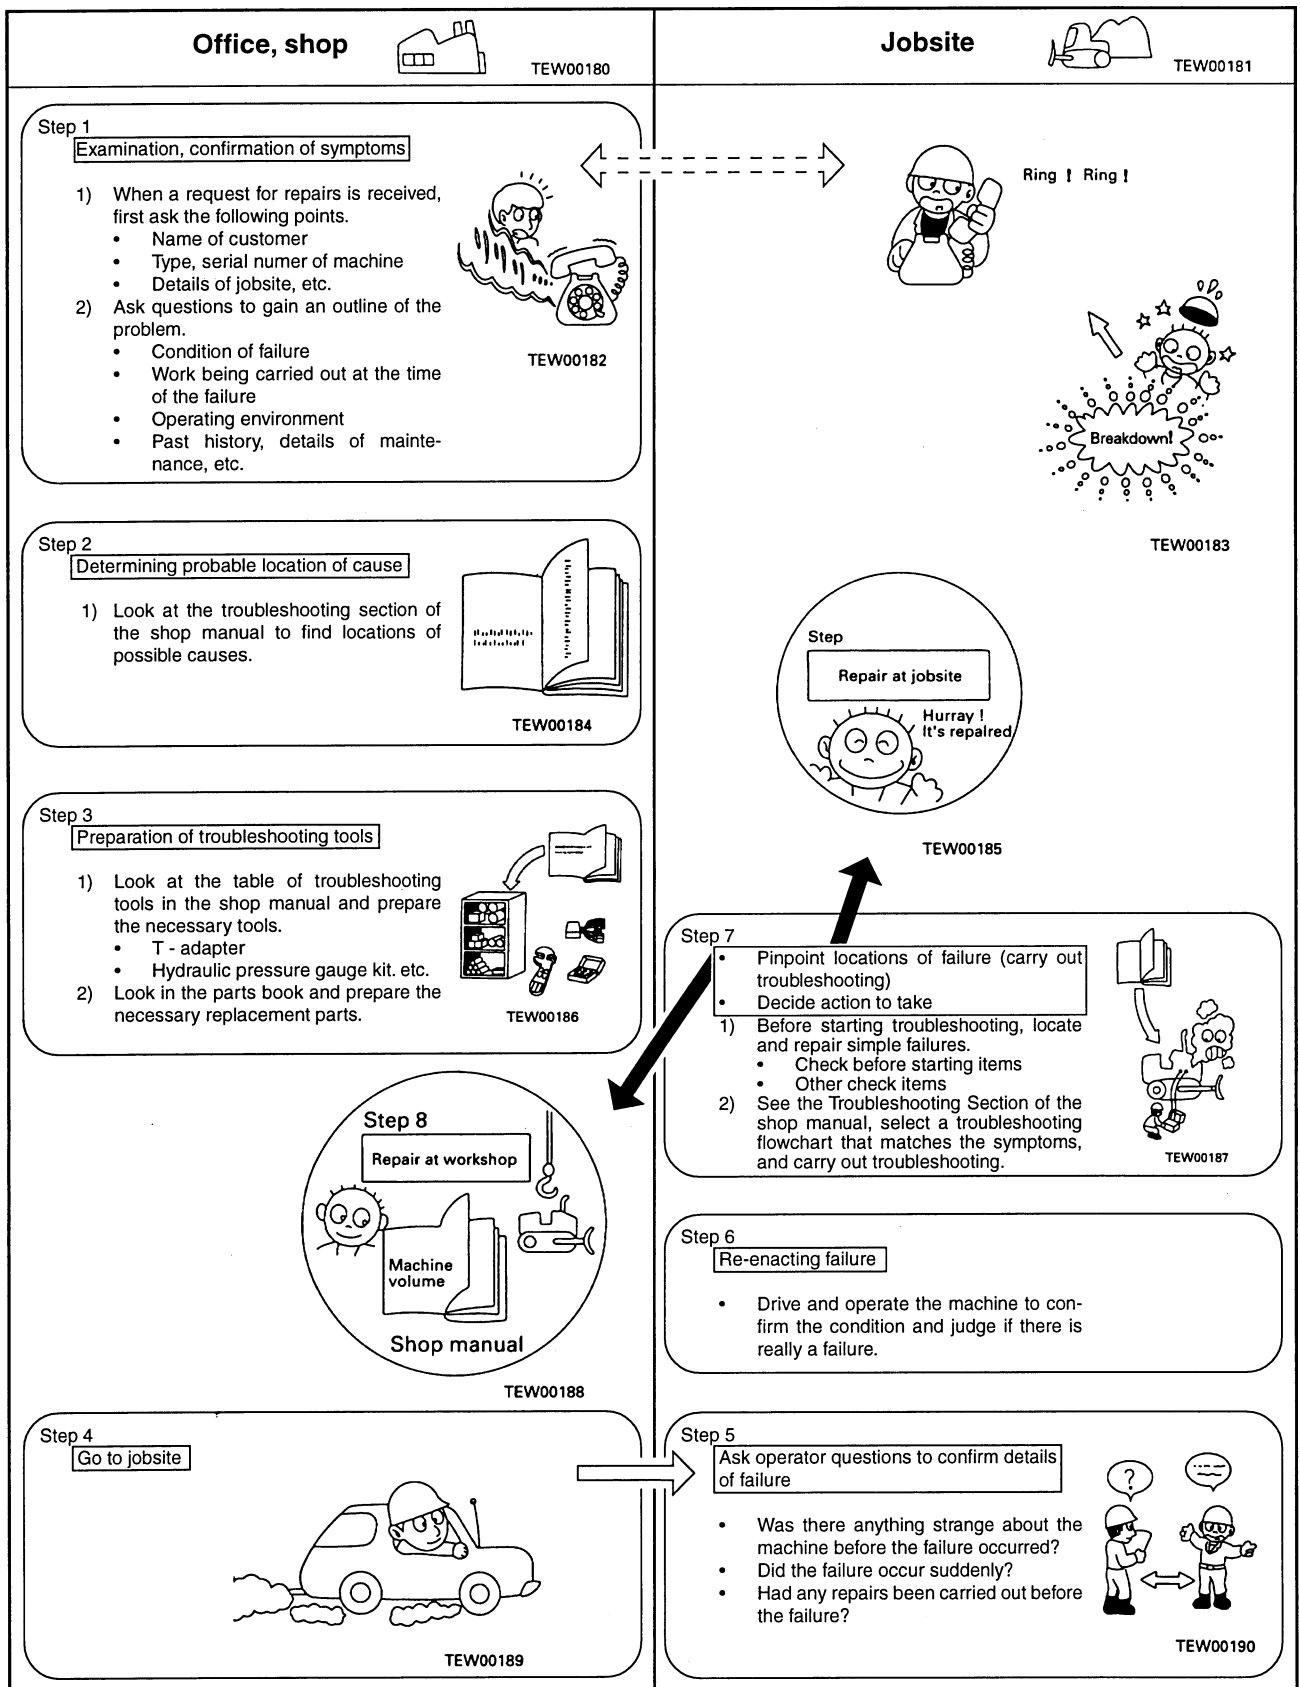 Office, shop
TEW00180
Jobsite
TEW00181
Step 1
Examination, confirmation of symptoms
1) When a request for repairs is received,
first ask the following points.
• Name of customer
• Type, serial numer of machine
• Details of jobsite, etc.
2) Ask questions to gain an outline of the
problem.
• Condition of failure
• Work being carried out at the time
of the failure
• Operating environment
• Past history, details of mainte-
nance, etc.
TEW00182
Ring ! Ring !
Breakdown!
TEW00183
Step 2
Determining probable location of cause
1) Look at the troubleshooting section of
the shop manual to find locations of
possible causes.
TEW00184
Step
Repair at jobsite
Hurray !
It's repaired
TEW00185
Step 3
Preparation of troubleshooting tools
1) Look at the table of troubleshooting
tools in the shop manual and prepare
the necessary tools.
• T - adapter
• Hydraulic pressure gauge kit. etc.
2) Look in the parts book and prepare the
necessary replacement parts.
TEW00186
Step 7
• Pinpoint locations of failure (carry out
troubleshooting)
• Decide action to take
1) Before starting troubleshooting, locate
and repair simple failures.
• Check before starting items
• Other check items
2) See the Troubleshooting Section of the
shop manual, select a troubleshooting
flowchart that matches the symptoms,
and carry out troubleshooting.
TEW00187
Step 8
Repair at workshop
Machine
volume
Shop manual
TEW00188
Step 6
Re-enacting failure
• Drive and operate the machine to con-
firm the condition and judge if there is
really a failure.
Step 4
Go to jobsite
TEW00189
Step 5
Ask operator questions to confirm details
of failure
?
• Was there anything strange about the
machine before the failure occurred?
• Did the failure occur suddenly?
• Had any repairs been carried out before
the failure?
TEW00190